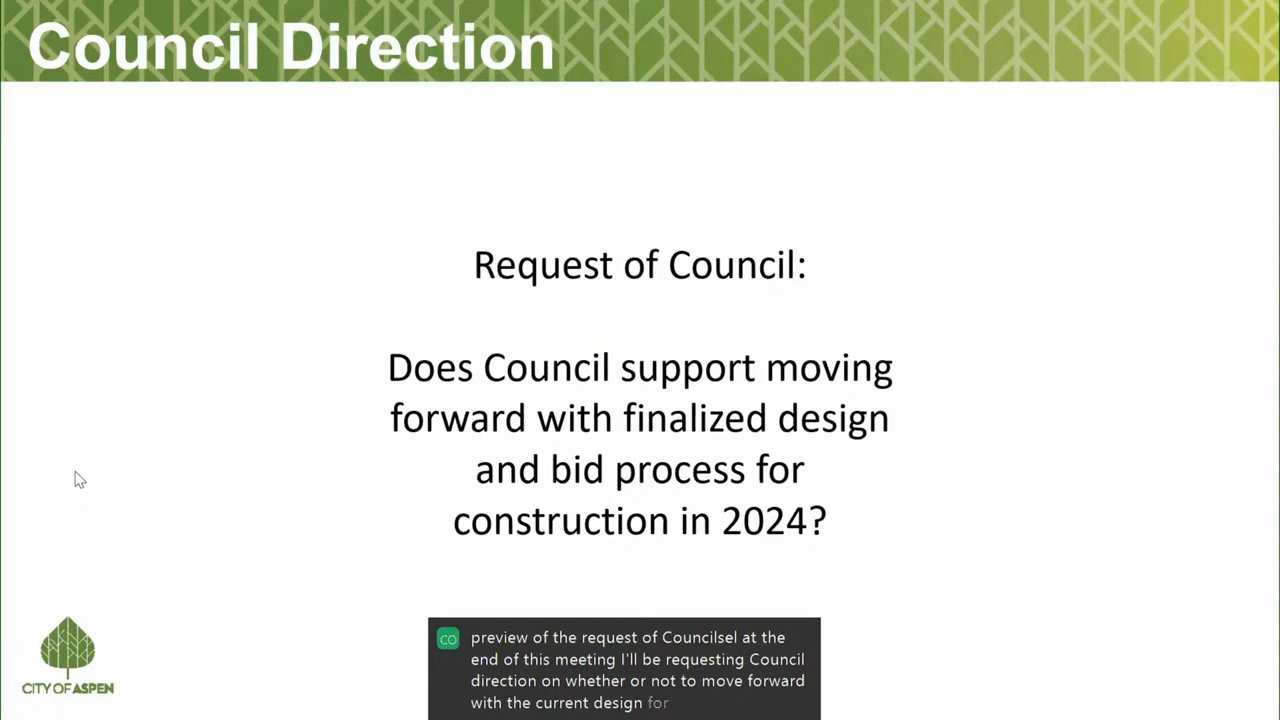 Council Direction
Request of Council:
Does Council support moving
forward with finalized design
and bid process for
construction in 2024?
CITY OF ASPEN
CO
preview of the request of Councilsel at the
end of this meeting I'll be requesting Council
direction on whether or not to move forward
with the current design for